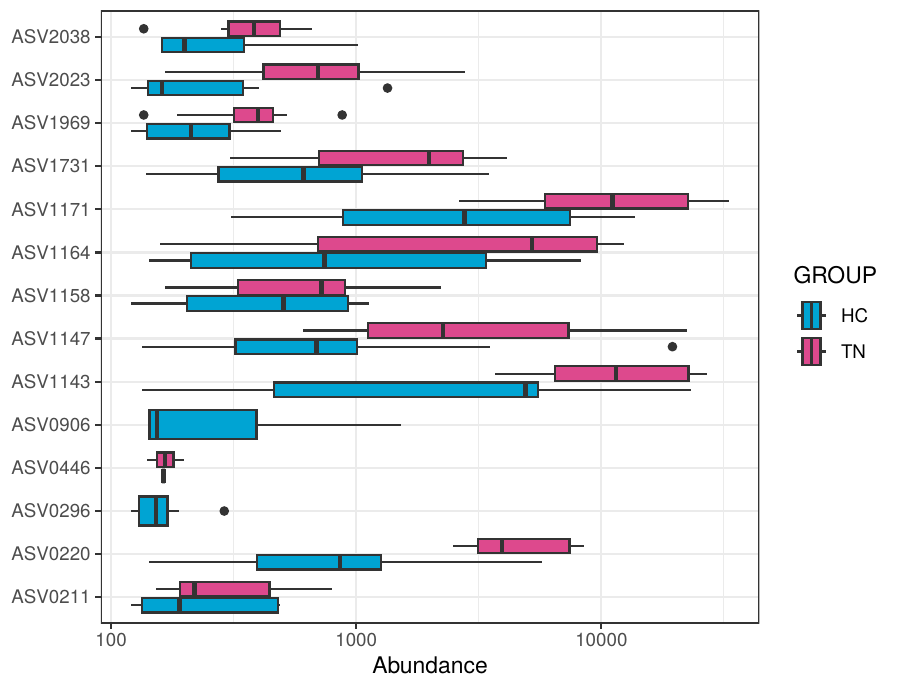 ASV2038
ASV2023
ASV1969
ASV1731
ASV1171
ASV1164
ASV1158
ASV1147
ASV1143
ASV0906
ASV0446
ASV0296
ASV0220
ASV0211
100 1000 10000
Abundance
GROUP
HC
TN